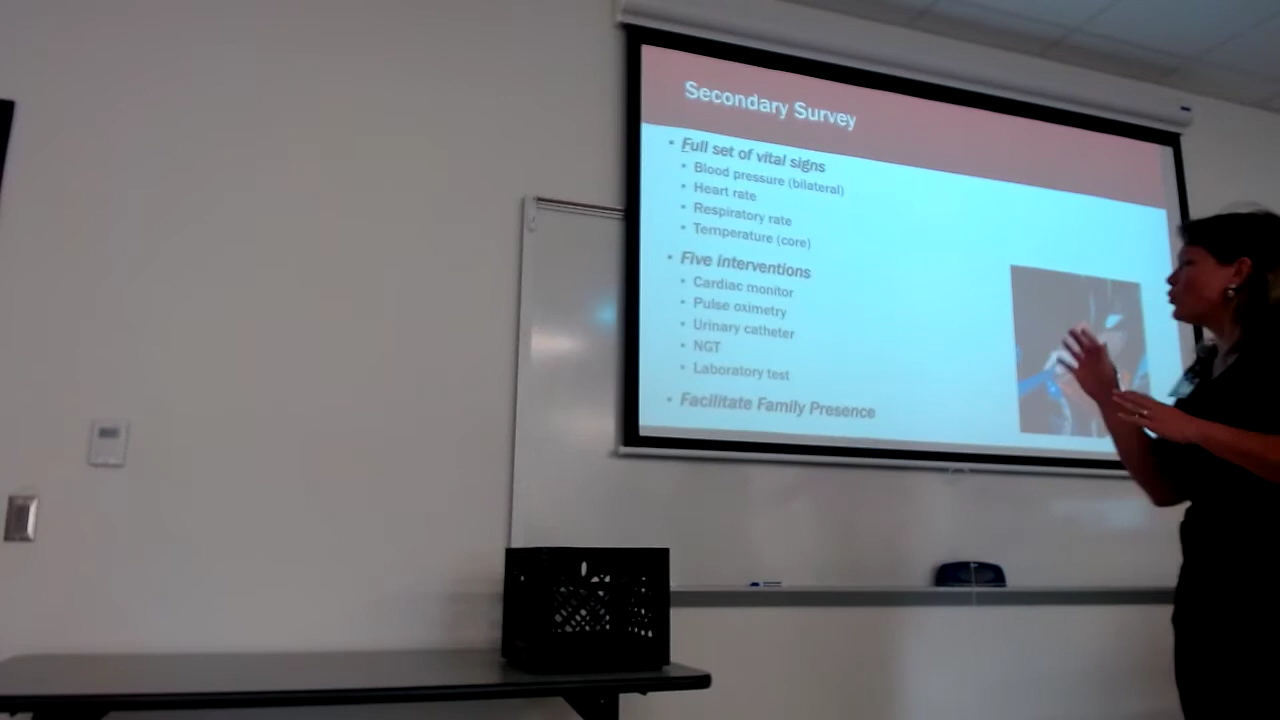 Secondary Survey
Full set of vital signs
Blood pressure (bilateral)
Heart rate
Respiratory rate
Temperature (core)
Five interventions
Cardiac monitor
Pulse oximetry
Urinary catheter
NGT
Laboratory test
Facilitate Family Presence